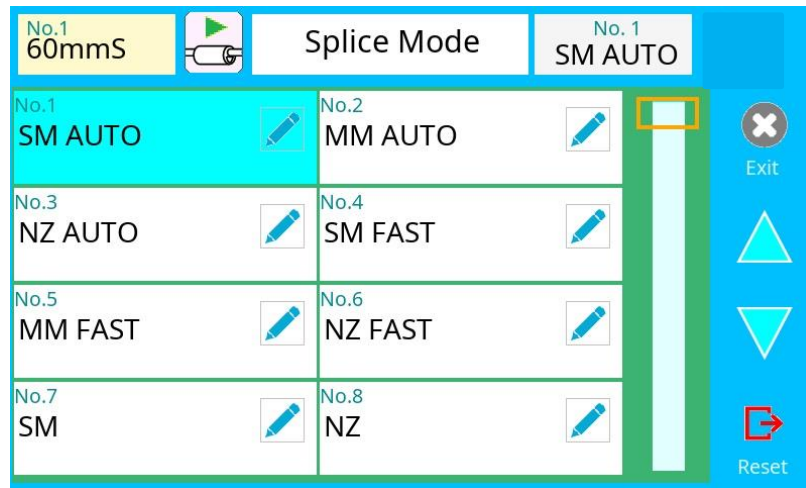 No.1
60mmS
Splice Mode
No. 1
SM AUTO
No.1
SM AUTO
No.2
MM AUTO
Exit
No.3
NZ AUTO
No.4
SM FAST
No.5
MM FAST
No.6
NZ FAST
No.7
SM
No.8
NZ
Reset